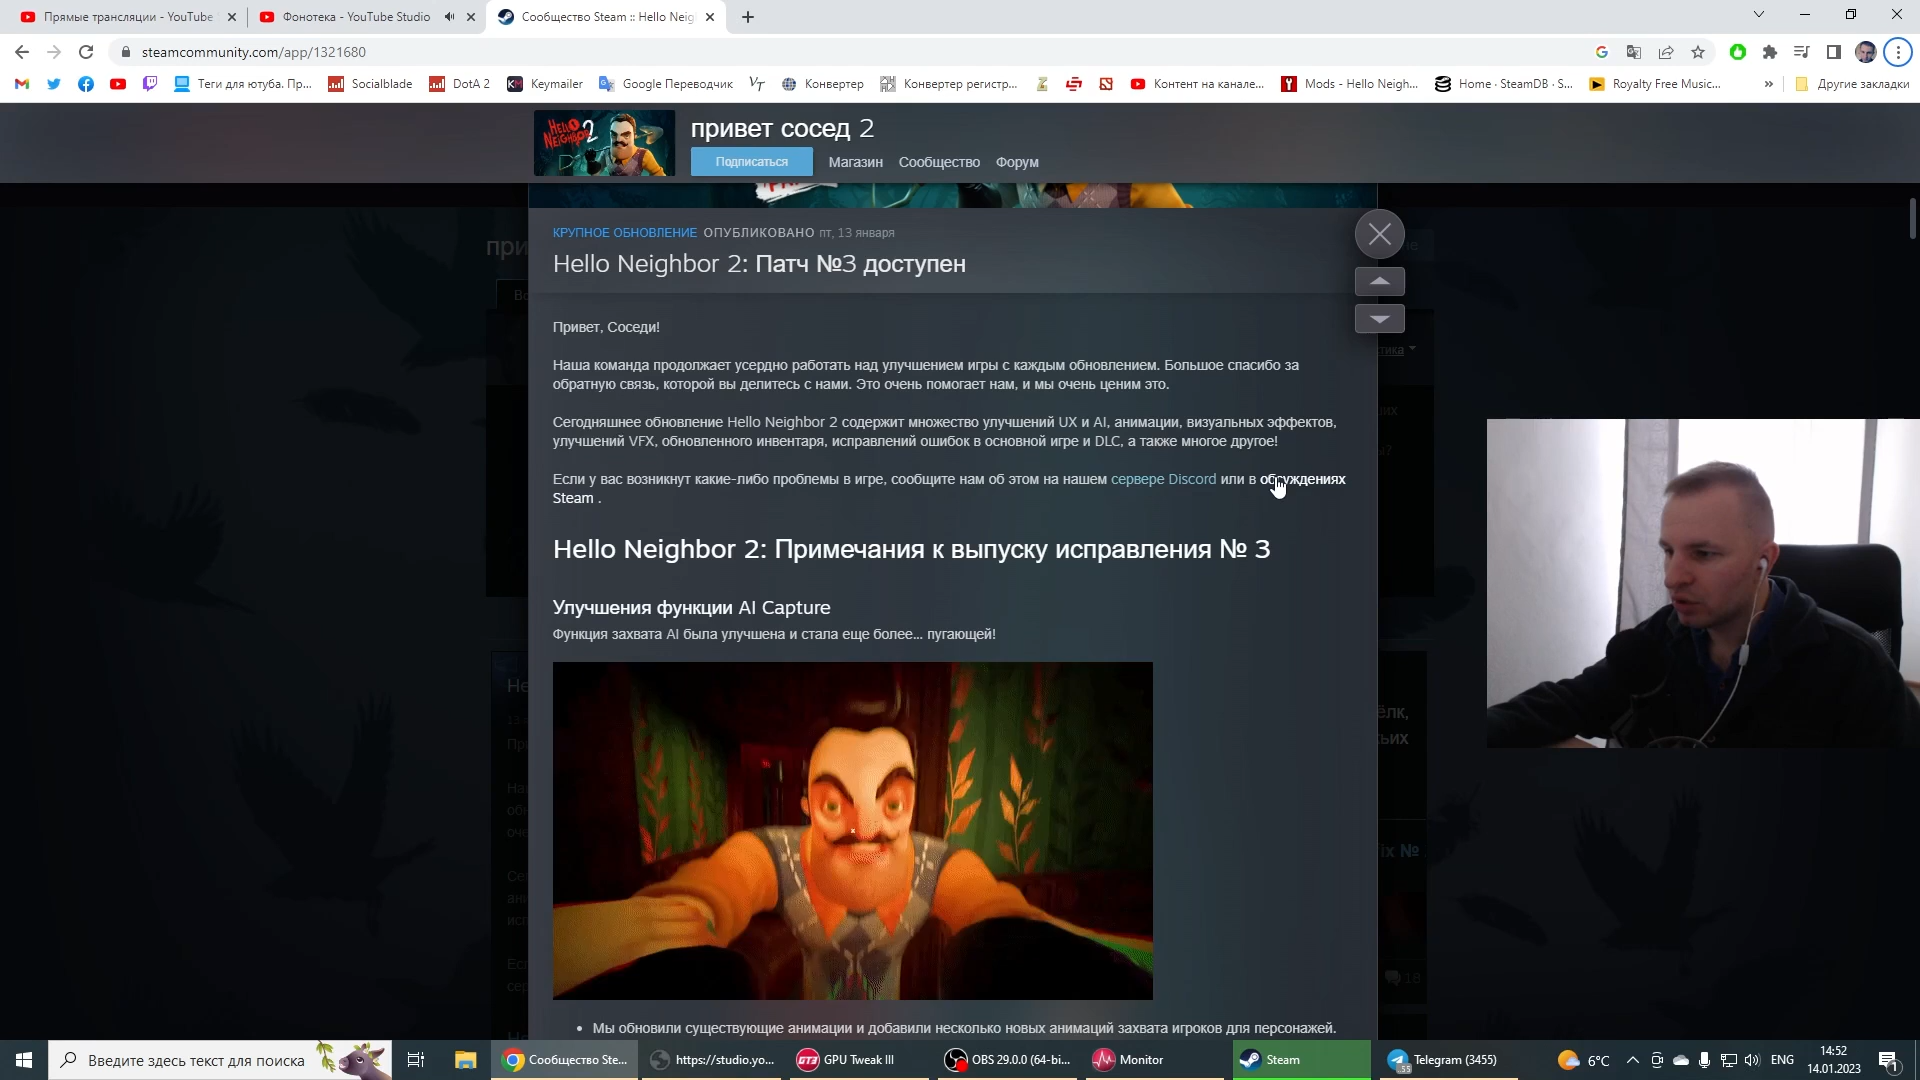 Прямые трансляции - YouTube
Фонотека - YouTube Studio
Сообщество Steam :: Hello Neig
steamcommunity.com/app/1321680
Теги для ютуба. Пр...
Socialblade
DotA 2
Keymailer
Google Переводчик
Конвертер
Конвертер регистр...
Контент на канале...
Mods - Hello Neigh...
Home · SteamDB · S...
Royalty Free Music...
»
Другие закладки
HELLO NEIGHBOR 2
привет сосед 2
Подписаться
Магазин
Сообщество
Форум
КРУПНОЕ ОБНОВЛЕНИЕ ОПУБЛИКОВАНО пт, 13 января
Hello Neighbor 2: Патч №3 доступен
Привет, Соседи!
Наша команда продолжает усердно работать над улучшением игры с каждым обновлением. Большое спасибо за
обратную связь, которой вы делитесь с нами. Это очень помогает нам, и мы очень ценим это.
Сегодняшнее обновление Hello Neighbor 2 содержит множество улучшений UX и AI, анимации, визуальных эффектов,
улучшений VFX, обновленного инвентаря, исправлений ошибок в основной игре и DLC, а также многое другое!
Если у вас возникнут какие-либо проблемы в игре, сообщите нам об этом на нашем сервере Discord или в обсуждениях
Steam .
Hello Neighbor 2: Примечания к выпуску исправления № 3
Улучшения функции AI Capture
Функция захвата AI была улучшена и стала еще более... пугающей!
• Мы обновили существующие анимации и добавили несколько новых анимаций захвата игроков для персонажей.
18
Введите здесь текст для поиска
Сообщество Ste...
https://studio.yo...
GPU Tweak III
OBS 29.0.0 (64-bi...
Monitor
Steam
Telegram (3455)
6°C
ENG
14:52
14.01.2023